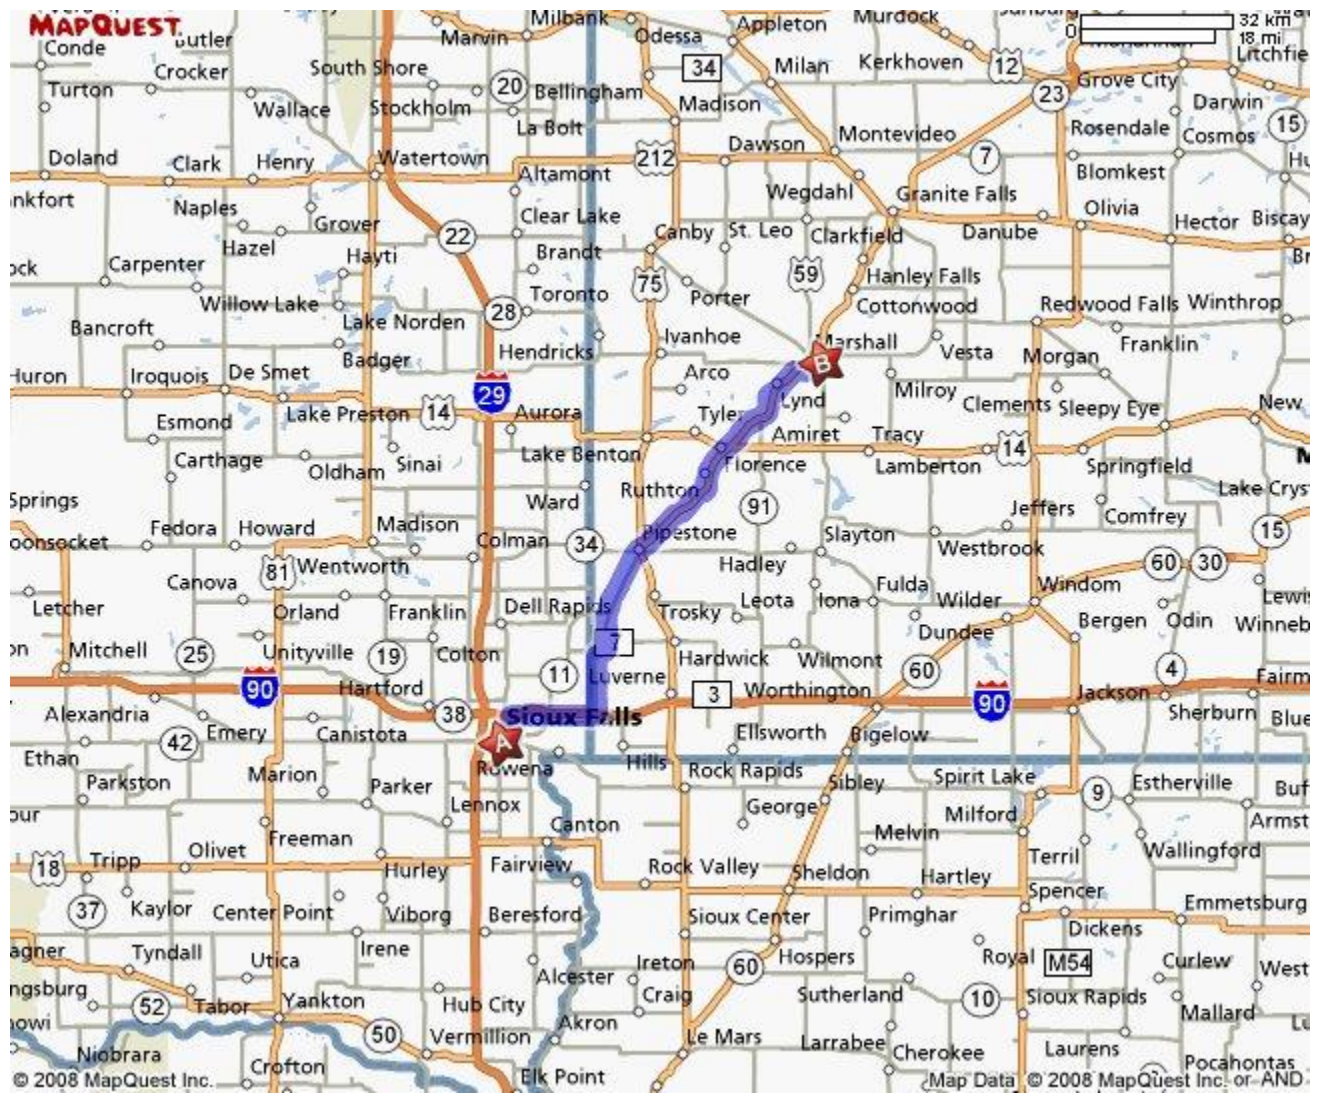 MAPQUEST.
Milbank
Appleton
Murdock
32 km
0
18 mi
Conde
Butler
Marvin
Odessa
Crocker
South Shore
20
Bellingham
34
Milan
Kerkhoven
12
Grove City
Turton
Wallace
Stockholm
Madison
23
Darwin
La Bolt
Montevideo
Rosendale
Cosmos
15
Doland
Clark
Henry
Watertown
212
Dawson
7
Altamont
Blomkest
Wegdahl
Granite Falls
Naples
Grover
Clear Lake
Olivia
Hector
Biscay
Hazel
22
Canby
St. Leo
Clarkfield
Danube
Carpenter
Hayti
Brandt
75
59
Hanley Falls
Willow Lake
Toronto
Porter
Cottonwood
Redwood Falls
Winthrop
Bancroft
Lake Norden
28
Ivanhoe
Marshall
Franklin
Badger
Hendricks
B
Vesta
Morgan
Iroquois
De Smet
29
Arco
Milroy
Lake Preston
14
Aurora
Lynd
Clements
Sleepy Eye
New
Esmond
Tyler
Amiret
Tracy
14
Carthage
Oldham
Sinai
Lake Benton
Florence
Lamberton
Springfield
Springs
Ward
Ruthton
91
Jeffers
Lake Crys
Fedora
Howard
Madison
Comfrey
15
Colman
34
Pipestone
Slayton
Westbrook
81
Wentworth
Hadley
60
30
Canova
Fulda
Windom
Letcher
Orland
Franklin
Dell Rapids
Trosky
Leota
Iona
Wilder
Bergen
Odin
Winneb
Mitchell
25
Unityville
19
Colton
7
Hardwick
Wilmont
Dundee
90
Hartford
11
Luverne
3
Worthington
60
90
4
Fairm
Jackson
Alexandria
38
Sioux Falls
Sherburn
Blue
Emery
Canistota
A
Ellsworth
Bigelow
42
Ethan
Rowena
Hills
Parkston
Marion
Parker
Rock Rapids
Sibley
Spirit Lake
Estherville
Lennox
9
George
Milford
Canton
Melvin
Freeman
Olivet
Wallingford
18
Tripp
Hurley
Fairview
Rock Valley
Sheldon
Hartley
Terril
Spencer
37
Kaylor
Center Point
Viborg
Beresford
Sioux Center
Primghar
Emmetsburg
Dickens
Tyndall
Irene
Utica
Alcester
Ireton
60
Hospers
Royal
M54
Curlew
West
52
Tabor
Yankton
Hub City
Craig
Sutherland
10
Sioux Rapids
Mallard
50
Vermillion
Akron
Le Mars
Larrabee
Cherokee
Laurens
Niobrara
Crofton
Elk Point
Pocahontas
© 2008 MapQuest Inc.
Map Data © 2008 MapQuest Inc. or AND